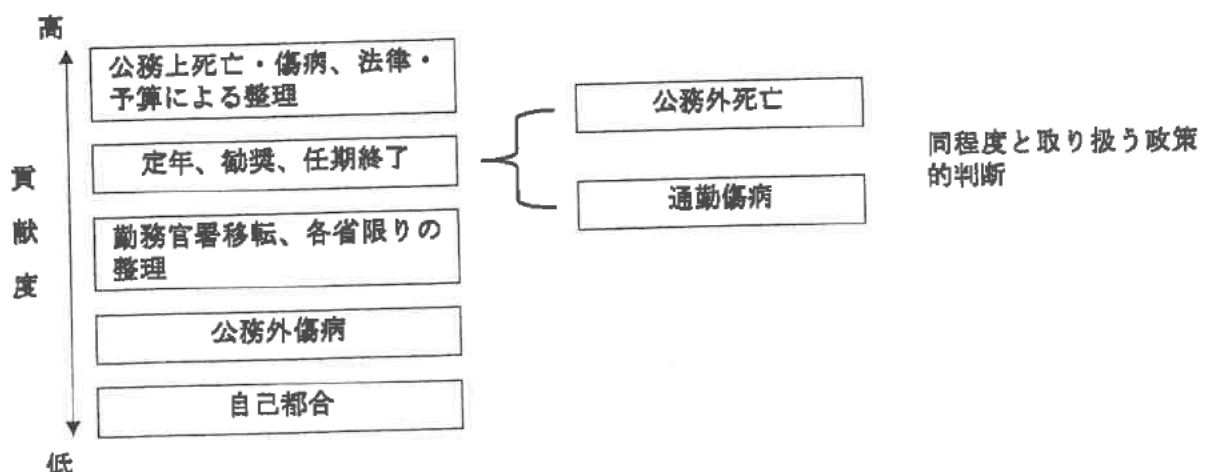 高
公務上死亡・傷病、法律・
予算による整理
定年、勧奨、任期終了
勤務官署移転、各省限りの
整理
公務外傷病
自己都合
貢
献
度
低
公務外死亡
通勤傷病
同程度と取り扱う政策
的判断